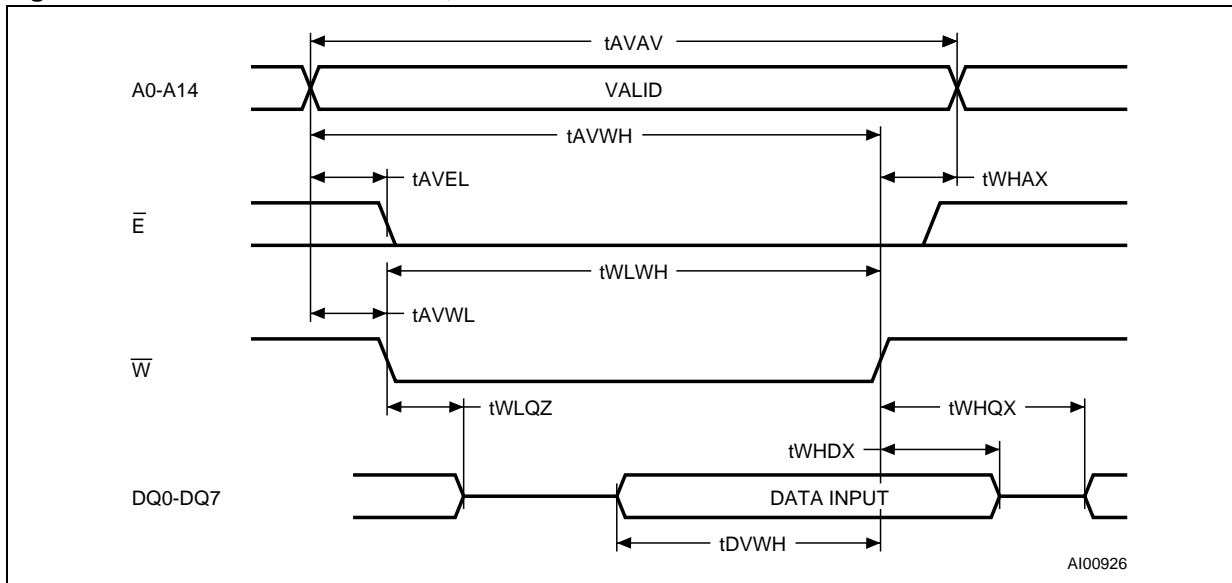 tAVAV
A0-A14
VALID
tAVWH
tAVEL
tWHAX
E̅
tWLWH
tAVWL
W̅
tWLQZ
tWHQX
tWHDX
DQ0-DQ7
DATA INPUT
tDVWH
AI00926